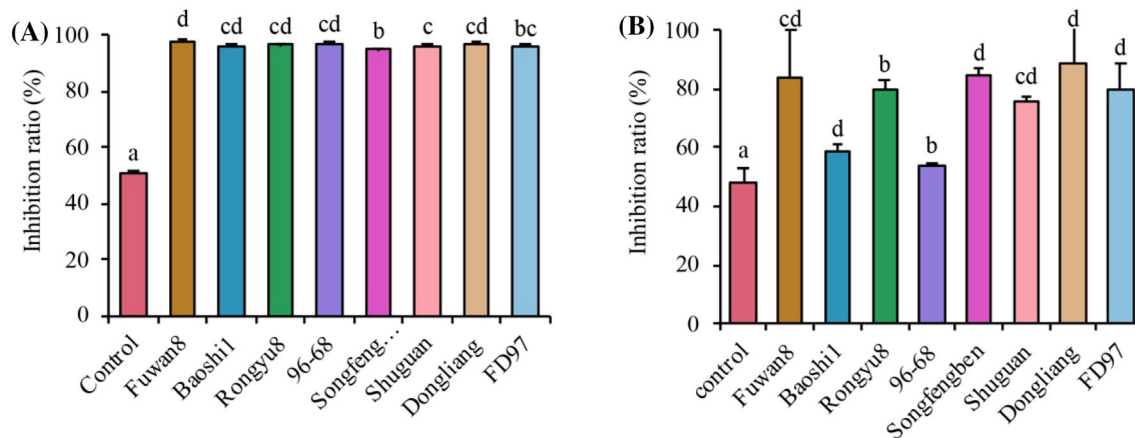 (A)
Inhibition ratio (%)
100
80
60
40
20
0
a
d
cd
cd
cd
b
c
cd
bc
Control
Fuwan8
Baoshi1
Rongyu8
96-68
Songfeng...
Shuguan
Dongliang
FD97
(B)
Inhibition ratio (%)
100
80
60
40
20
0
a
cd
d
b
b
d
cd
d
d
control
Fuwan8
Baoshi1
Rongyu8
96-68
Songfengben
Shuguan
Dongliang
FD97